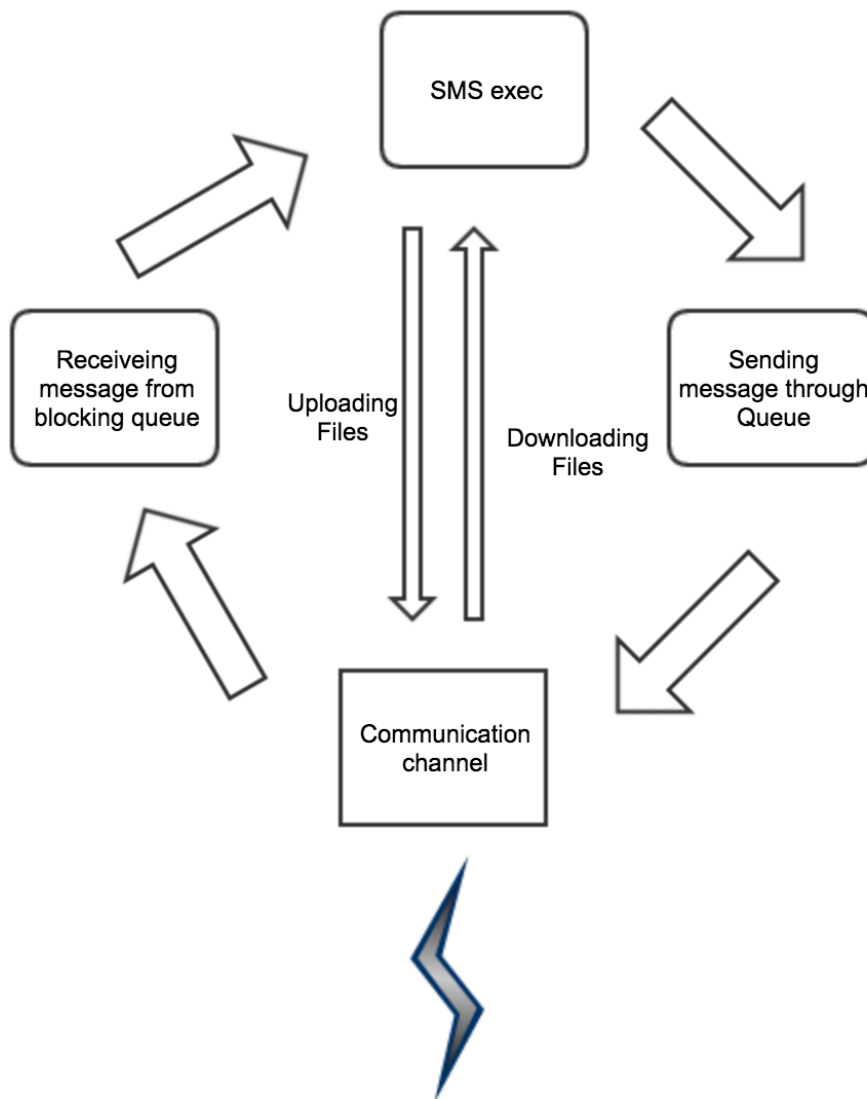 SMS exec
Receiveing
message from
blocking queue
Uploading
Files
Downloading
Files
Sending
message through
Queue
Communication
channel